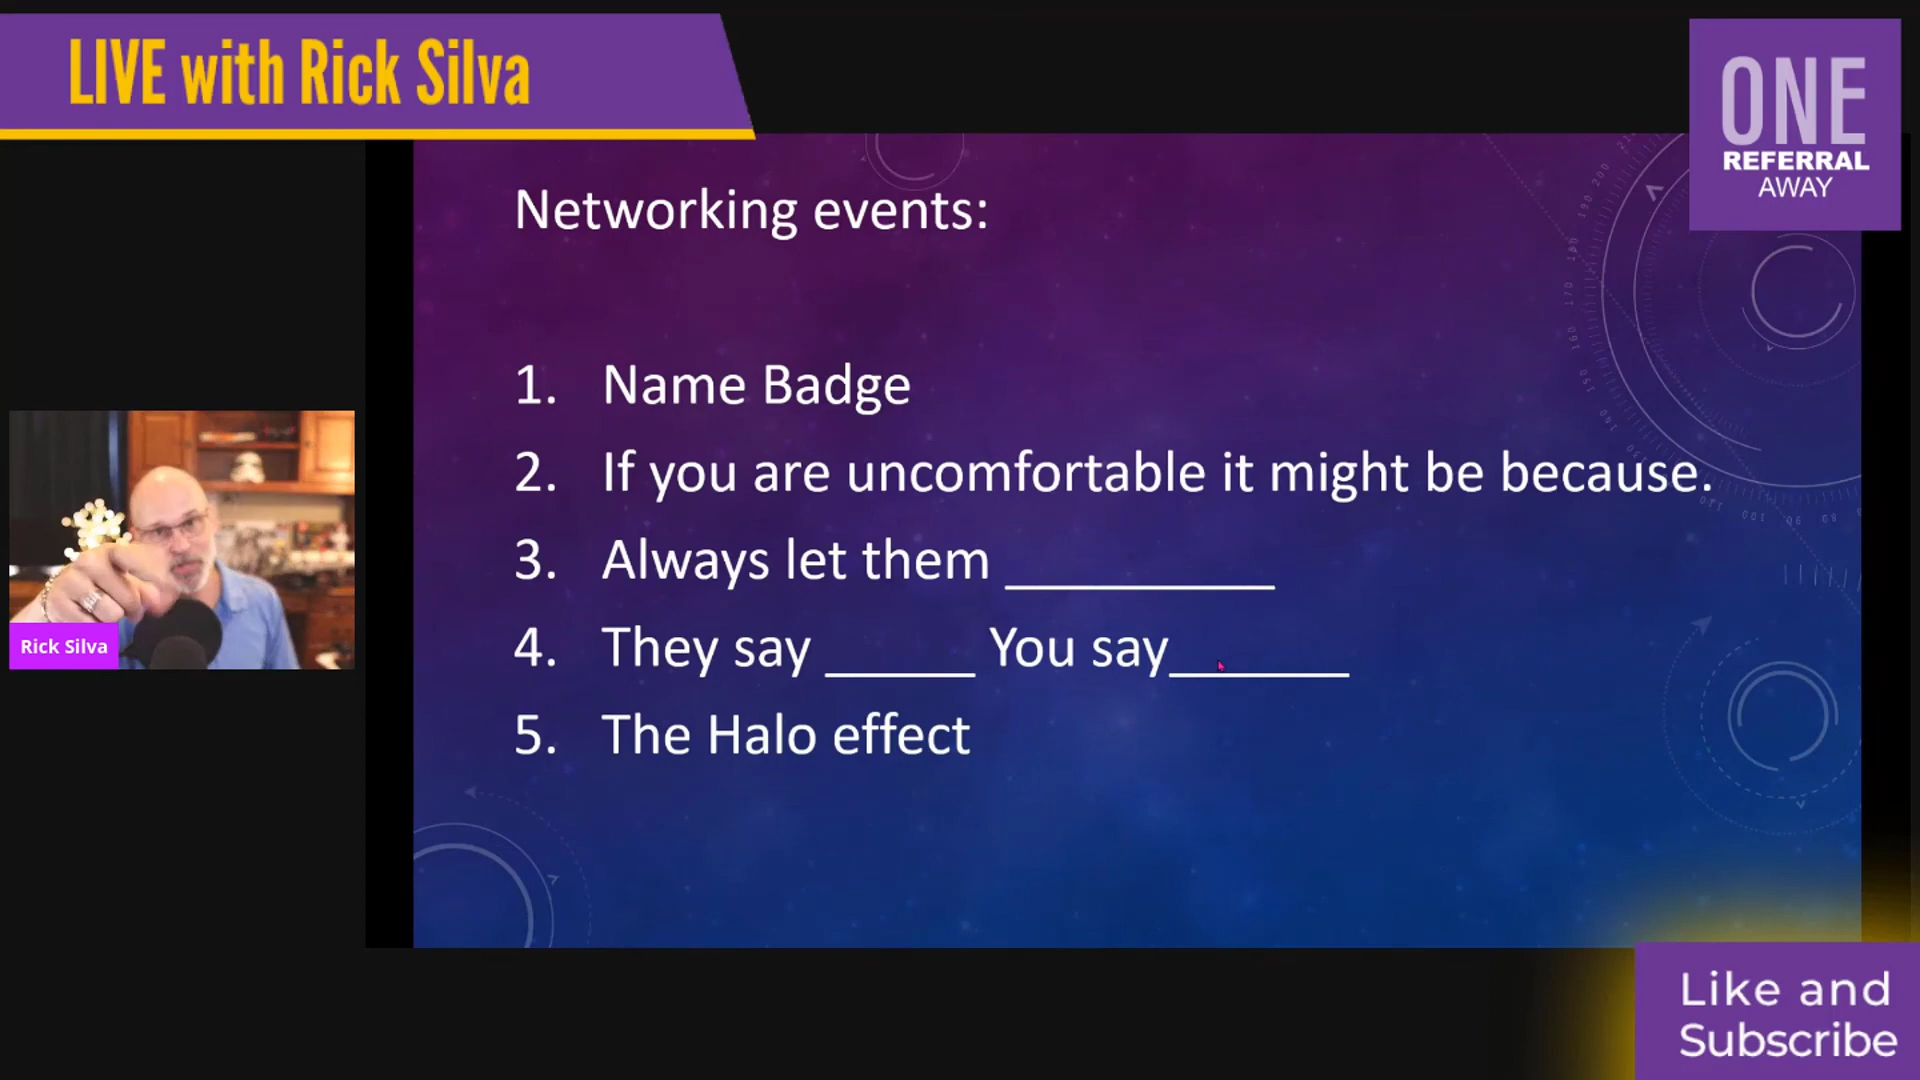 LIVE with Rick Silva
ONE
REFERRAL
AWAY
Networking events:
1. Name Badge
2. If you are uncomfortable it might be because.
3. Always let them __________
4. They say ______ You say_______
5. The Halo effect
Rick Silva
Like and
Subscribe